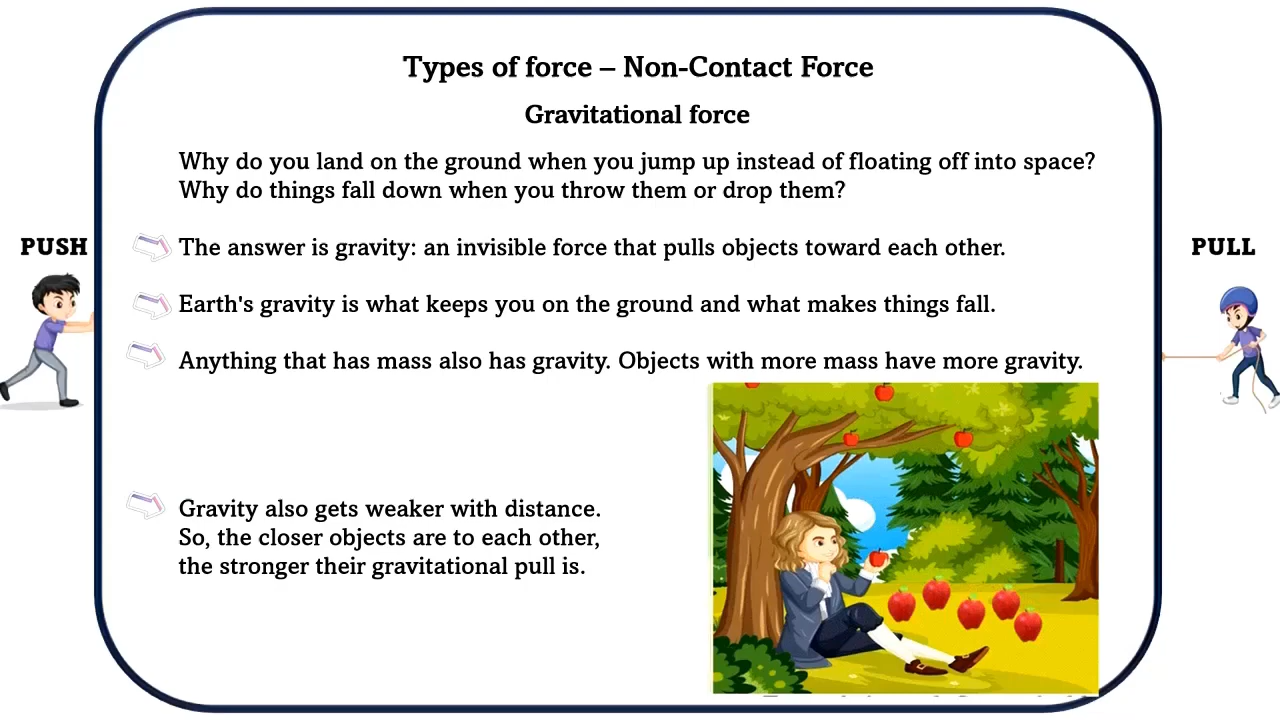 Types of force – Non-Contact Force
Gravitational force
Why do you land on the ground when you jump up instead of floating off into space?
Why do things fall down when you throw them or drop them?
PUSH
The answer is gravity: an invisible force that pulls objects toward each other.
PULL
Earth's gravity is what keeps you on the ground and what makes things fall.
Anything that has mass also has gravity. Objects with more mass have more gravity.
Gravity also gets weaker with distance.
So, the closer objects are to each other,
the stronger their gravitational pull is.